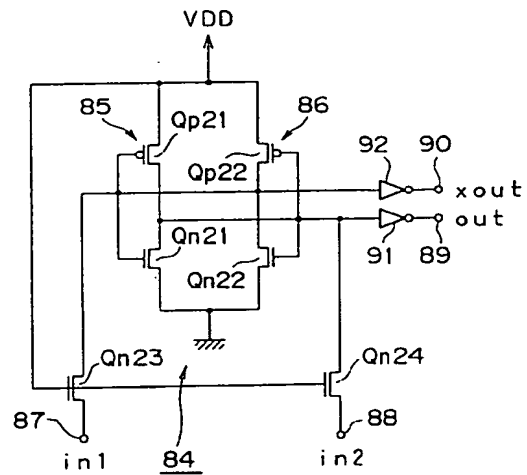 VDD
85
86
Qp21
Qp22
92
90
xout
out
91
89
Qn21
Qn22
Qn23
Qn24
87
in1
84
88
in2